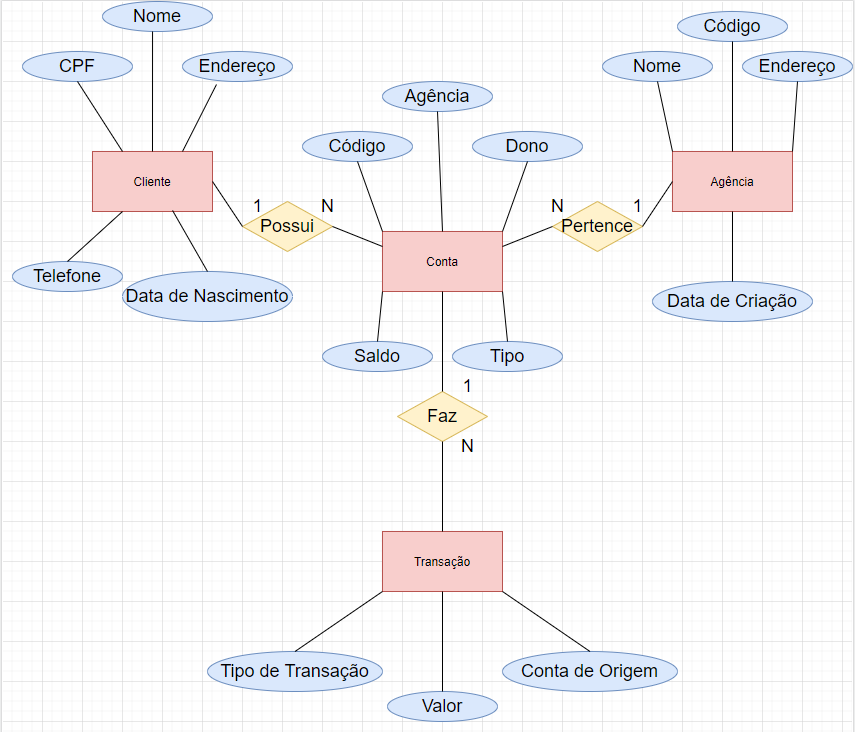 Nome
CPF
Endereço
Cliente
Telefone
Data de Nascimento
1
Possui
N
Agência
Código
Dono
Conta
Saldo
Tipo
N
Pertence
1
Código
Nome
Endereço
Agência
Data de Criação
1
Faz
N
Transação
Tipo de Transação
Valor
Conta de Origem